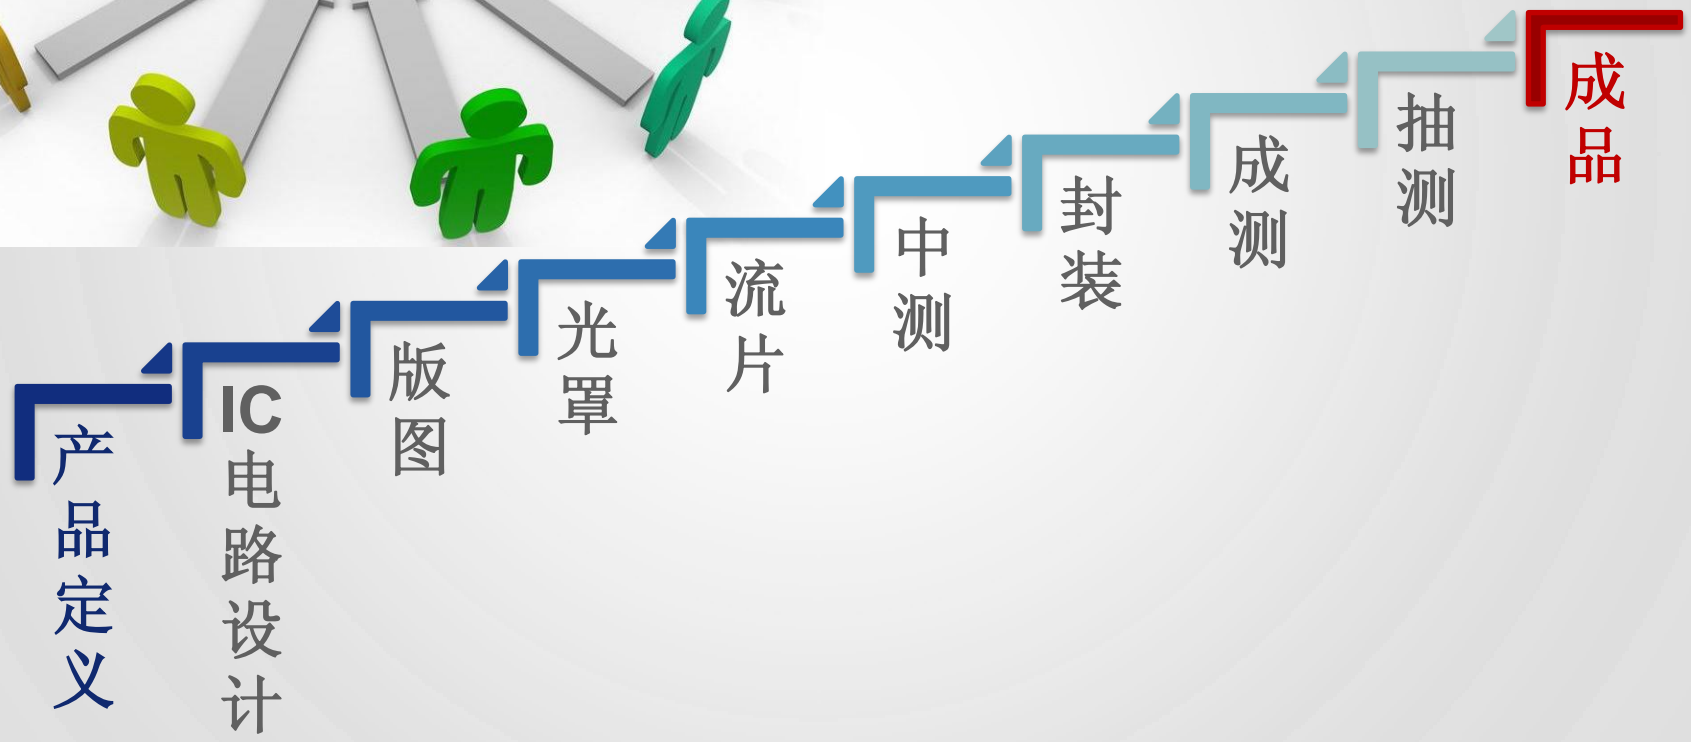 产品定义
IC电路设计
版图
光罩
流片
中测
封装
成测
抽测
成品